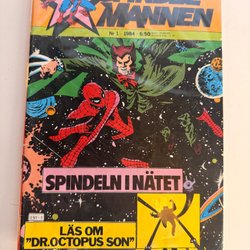 MANNEN
Nr 1 - 1984 - 6:50
SPINDELN I NÄTET
LÄS OM
"DR.OCTOPUS SON"